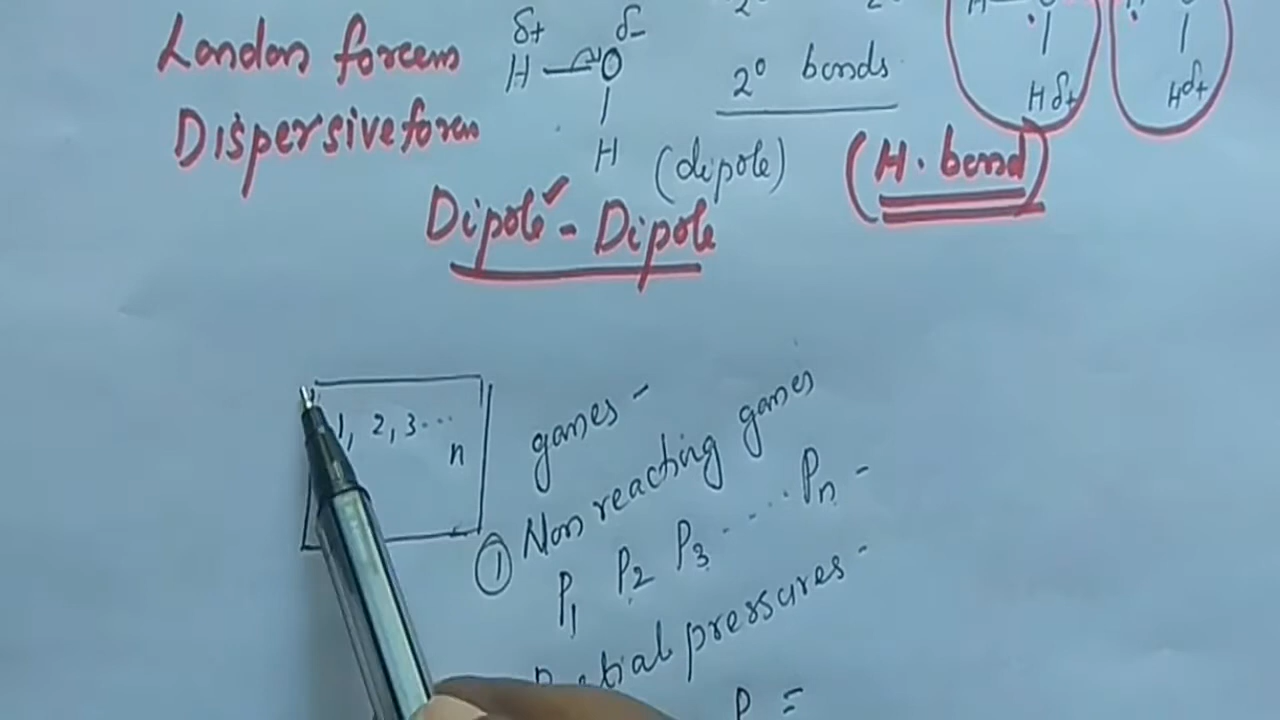 London forces δ+ δ-
H — O
H
2° bonds
H δ+ Hδ+
Dispersive forces
(dipole) (H. bond)
Dipole - Dipole
1, 2, 3... n
gases -
① Non reacting gases
P1 P2 P3 .... Pn -
Partial pressures -
P =